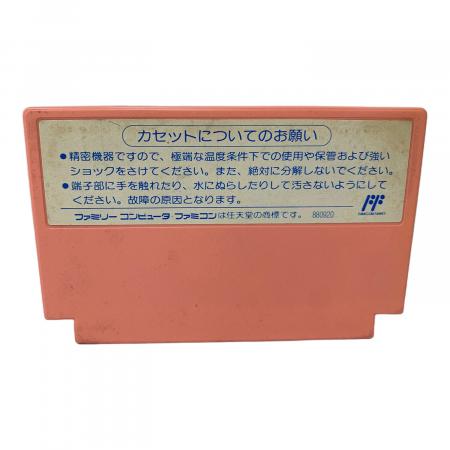 カセットについてのお願い
●精密機器ですので、極端な温度条件下での使用や保管および強い
ショックをさけてください。また、絶対に分解しないでください。
●端子部に手を触れたり、水にぬらしたりして汚さないようにして
ください。故障の原因となります。
ファミリー コンピュータ・ファミコンは任天堂の商標です。 880920